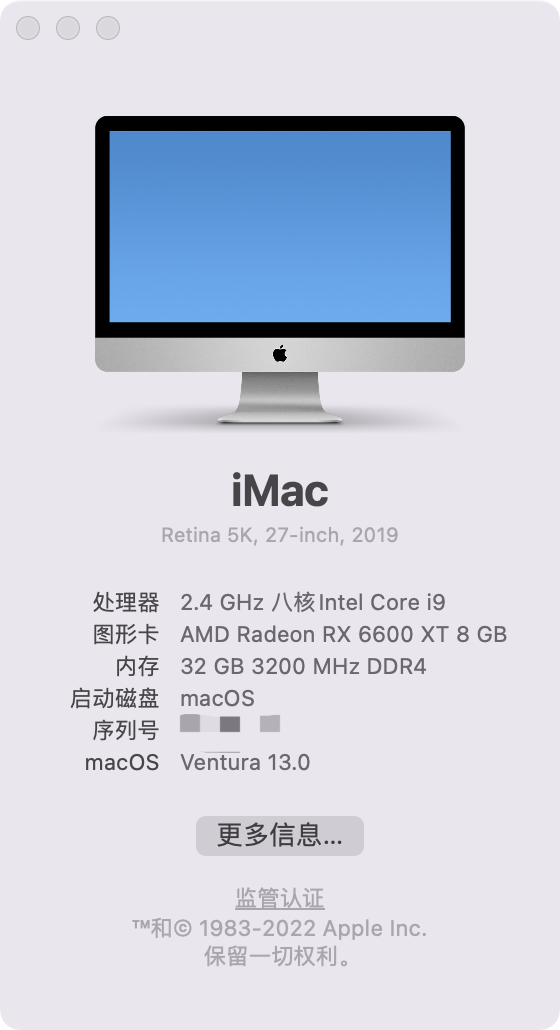 iMac
Retina 5K, 27-inch, 2019
处理器 2.4 GHz 八核Intel Core i9
图形卡 AMD Radeon RX 6600 XT 8 GB
内存 32 GB 3200 MHz DDR4
启动磁盘 macOS
序列号
macOS Ventura 13.0
更多信息...
监管认证
™和© 1983-2022 Apple Inc.
保留一切权利。